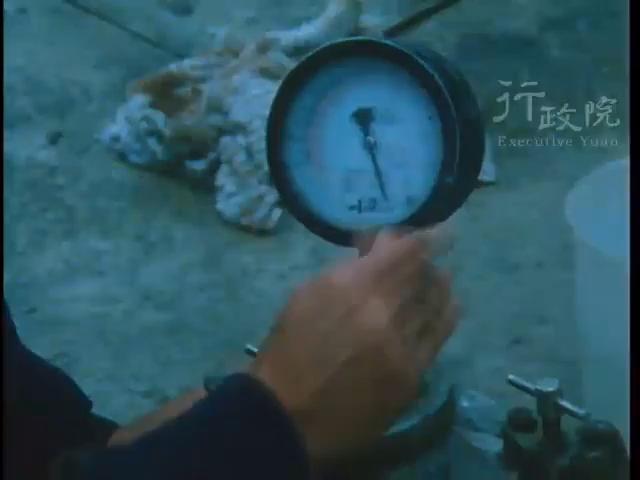 行政院
Executive Yuan